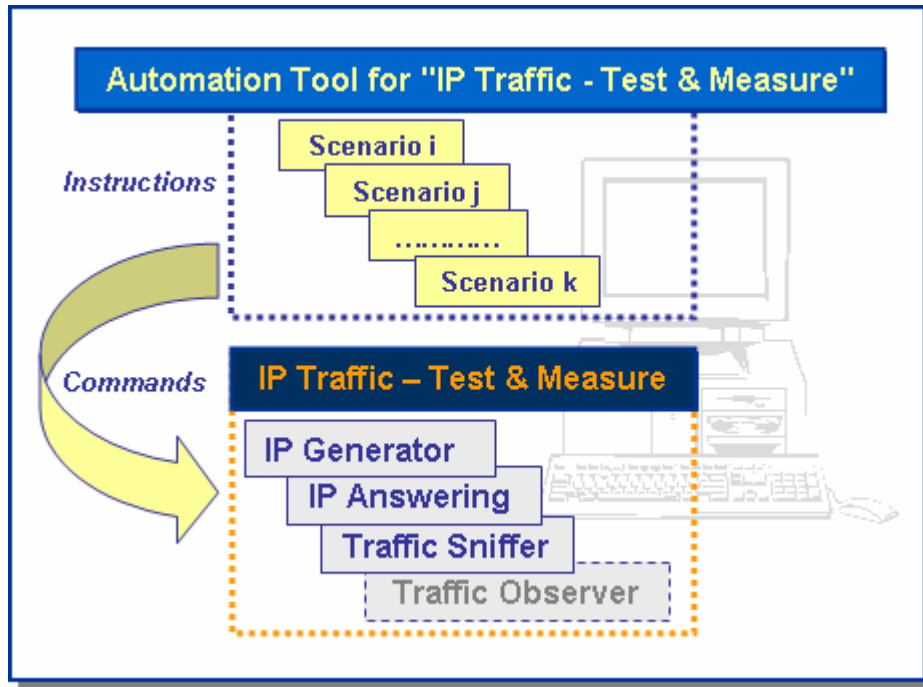 Automation Tool for "IP Traffic - Test & Measure"
Scenario i
Instructions
Scenario j
............
Scenario k
Commands
IP Traffic – Test & Measure
IP Generator
IP Answering
Traffic Sniffer
Traffic Observer